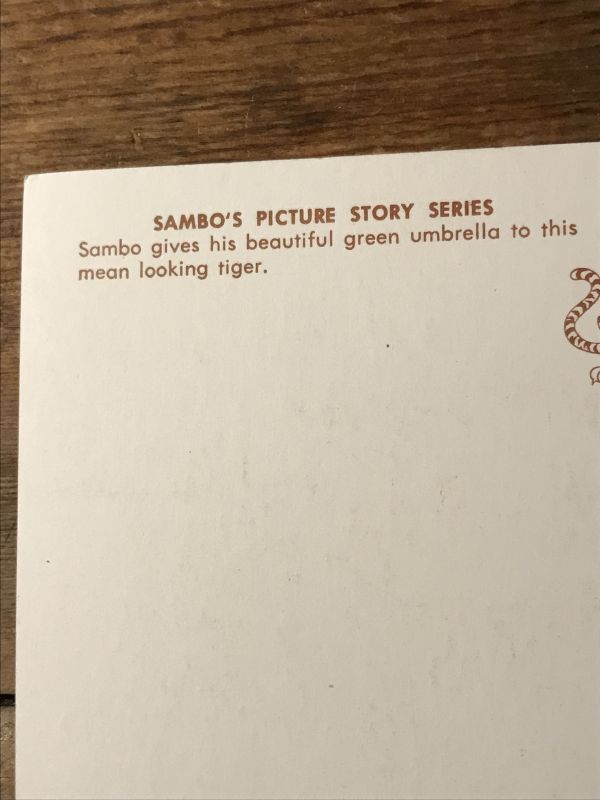 SAMBO'S PICTURE STORY SERIES
Sambo gives his beautiful green umbrella to this
mean looking tiger.